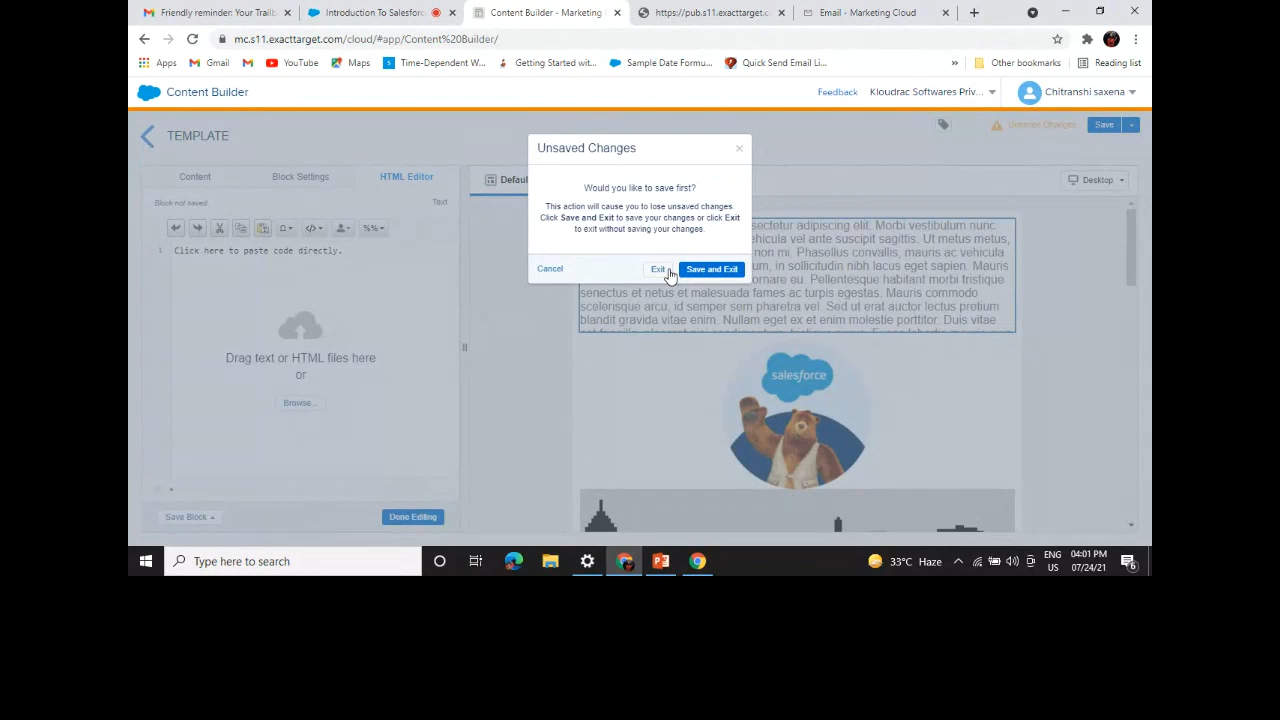 Friendly reminden Your Trailb
Introduction To Salesforc
Content Builder - Marketing
https://pub.s11.exacttarget.com/
Email - Marketing Cloud
mc.s11.exacttarget.com/cloud/#app/Content%20Builder/
Apps
Gmail
YouTube
Maps
Time-Dependent W...
Getting Started wit...
Sample Date Formu...
Quick Send Email Li...
»
Other bookmarks
Reading list
Content Builder
Feedback
Kloudrac Softwares Priv...
Chitranshi saxena
TEMPLATE
Unsaved Changes
Save
Content
Block Settings
HTML Editor
Defaul
Desktop
Block not saved.
Text
Ω
</>
%%
1 Click here to paste code directly.
Drag text or HTML files here
or
Browse...
Save Block
Done Editing
Unsaved Changes
Would you like to save first?
This action will cause you to lose unsaved changes.
Click Save and Exit to save your changes or click Exit
to exit without saving your changes.
Cancel
Exit
Save and Exit
sectetur adipiscing elit. Morbi vestibulum nunc
ehicula vel ante suscipit sagittis. Ut metus metus,
non mi. Phasellus convallis, mauris ac vehicula
um, in sollicitudin nibh lacus eget sapien. Mauris
ornare eu. Pellentesque habitant morbi tristique
senectus et netus et malesuada fames ac turpis egestas. Mauris commodo
scelerisque arcu, id semper sem pharetra vel. Sed ut erat auctor lectus pretium
blandit gravida vitae enim. Nullam eget ex et enim molestie porttitor. Duis vitae
salesforce
Type here to search
33°C Haze
ENG
US
04:01 PM
07/24/21
6